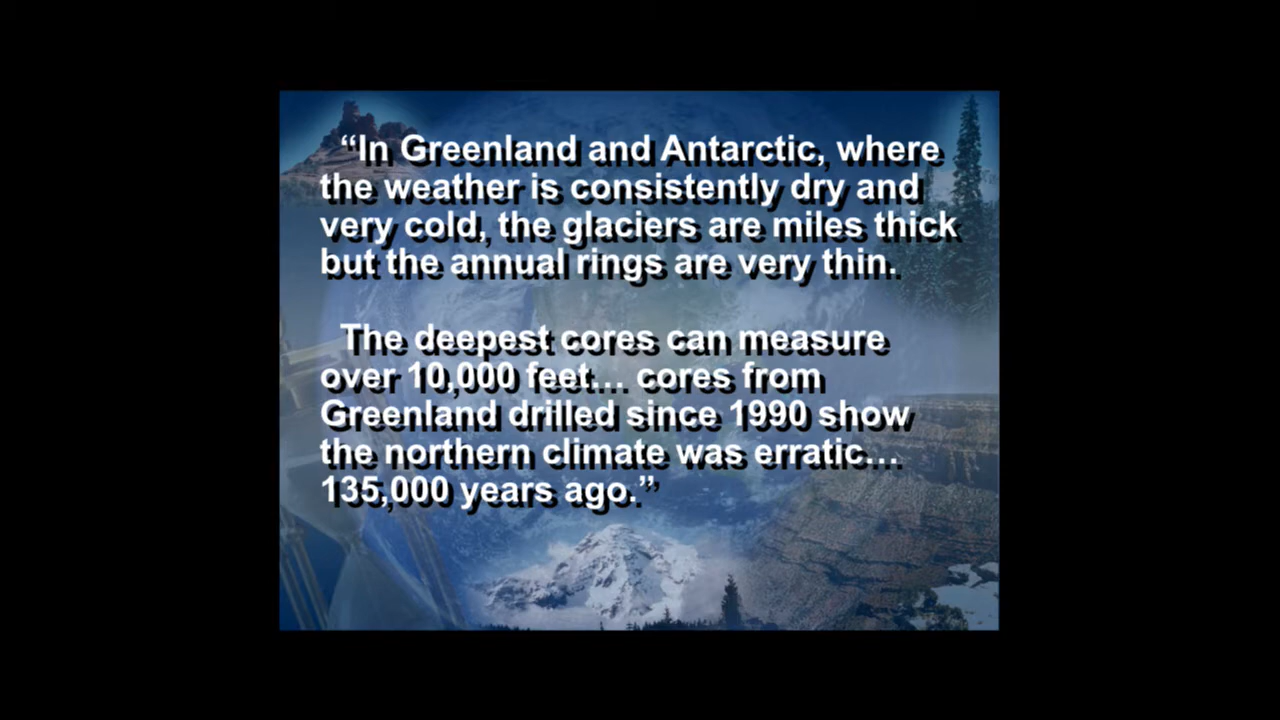 “In Greenland and Antarctic, where
the weather is consistently dry and
very cold, the glaciers are miles thick
but the annual rings are very thin.
The deepest cores can measure
over 10,000 feet… cores from
Greenland drilled since 1990 show
the northern climate was erratic…
135,000 years ago.”